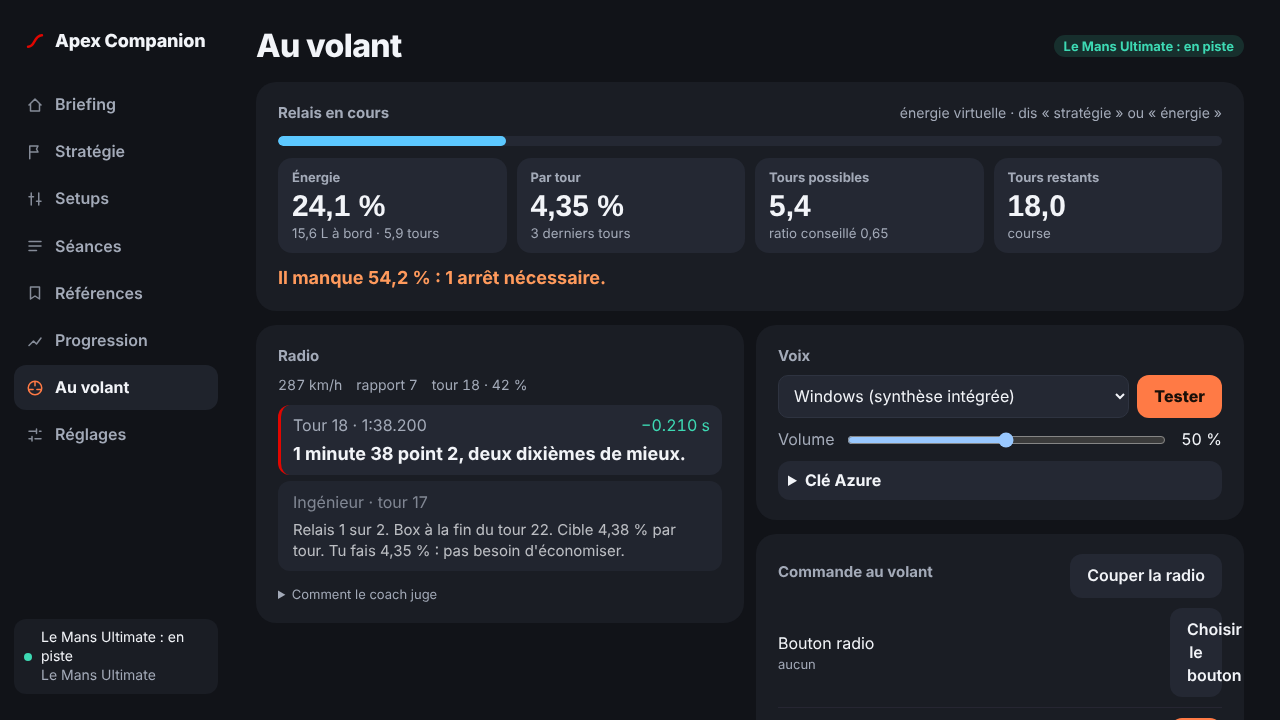 Apex Companion
Briefing
Stratégie
Setups
Séances
Références
Progression
Au volant
Réglages
Le Mans Ultimate : en
piste
Le Mans Ultimate
Au volant
Le Mans Ultimate : en piste
Relais en cours
énergie virtuelle · dis « stratégie » ou « énergie »
Énergie
24,1 %
15,6 L à bord · 5,9 tours
Par tour
4,35 %
3 derniers tours
Tours possibles
5,4
ratio conseillé 0,65
Tours restants
18,0
course
Il manque 54,2 % : 1 arrêt nécessaire.
Radio
287 km/h rapport 7 tour 18 · 42 %
Tour 18 · 1:38.200 −0.210 s
1 minute 38 point 2, deux dixièmes de mieux.
Ingénieur · tour 17
Relais 1 sur 2. Box à la fin du tour 22. Cible 4,38 % par
tour. Tu fais 4,35 % : pas besoin d'économiser.
Comment le coach juge
Voix
Windows (synthèse intégrée)
Tester
Volume 50 %
Clé Azure
Commande au volant
Couper la radio
Bouton radio
aucun
Choisir
le
bouton